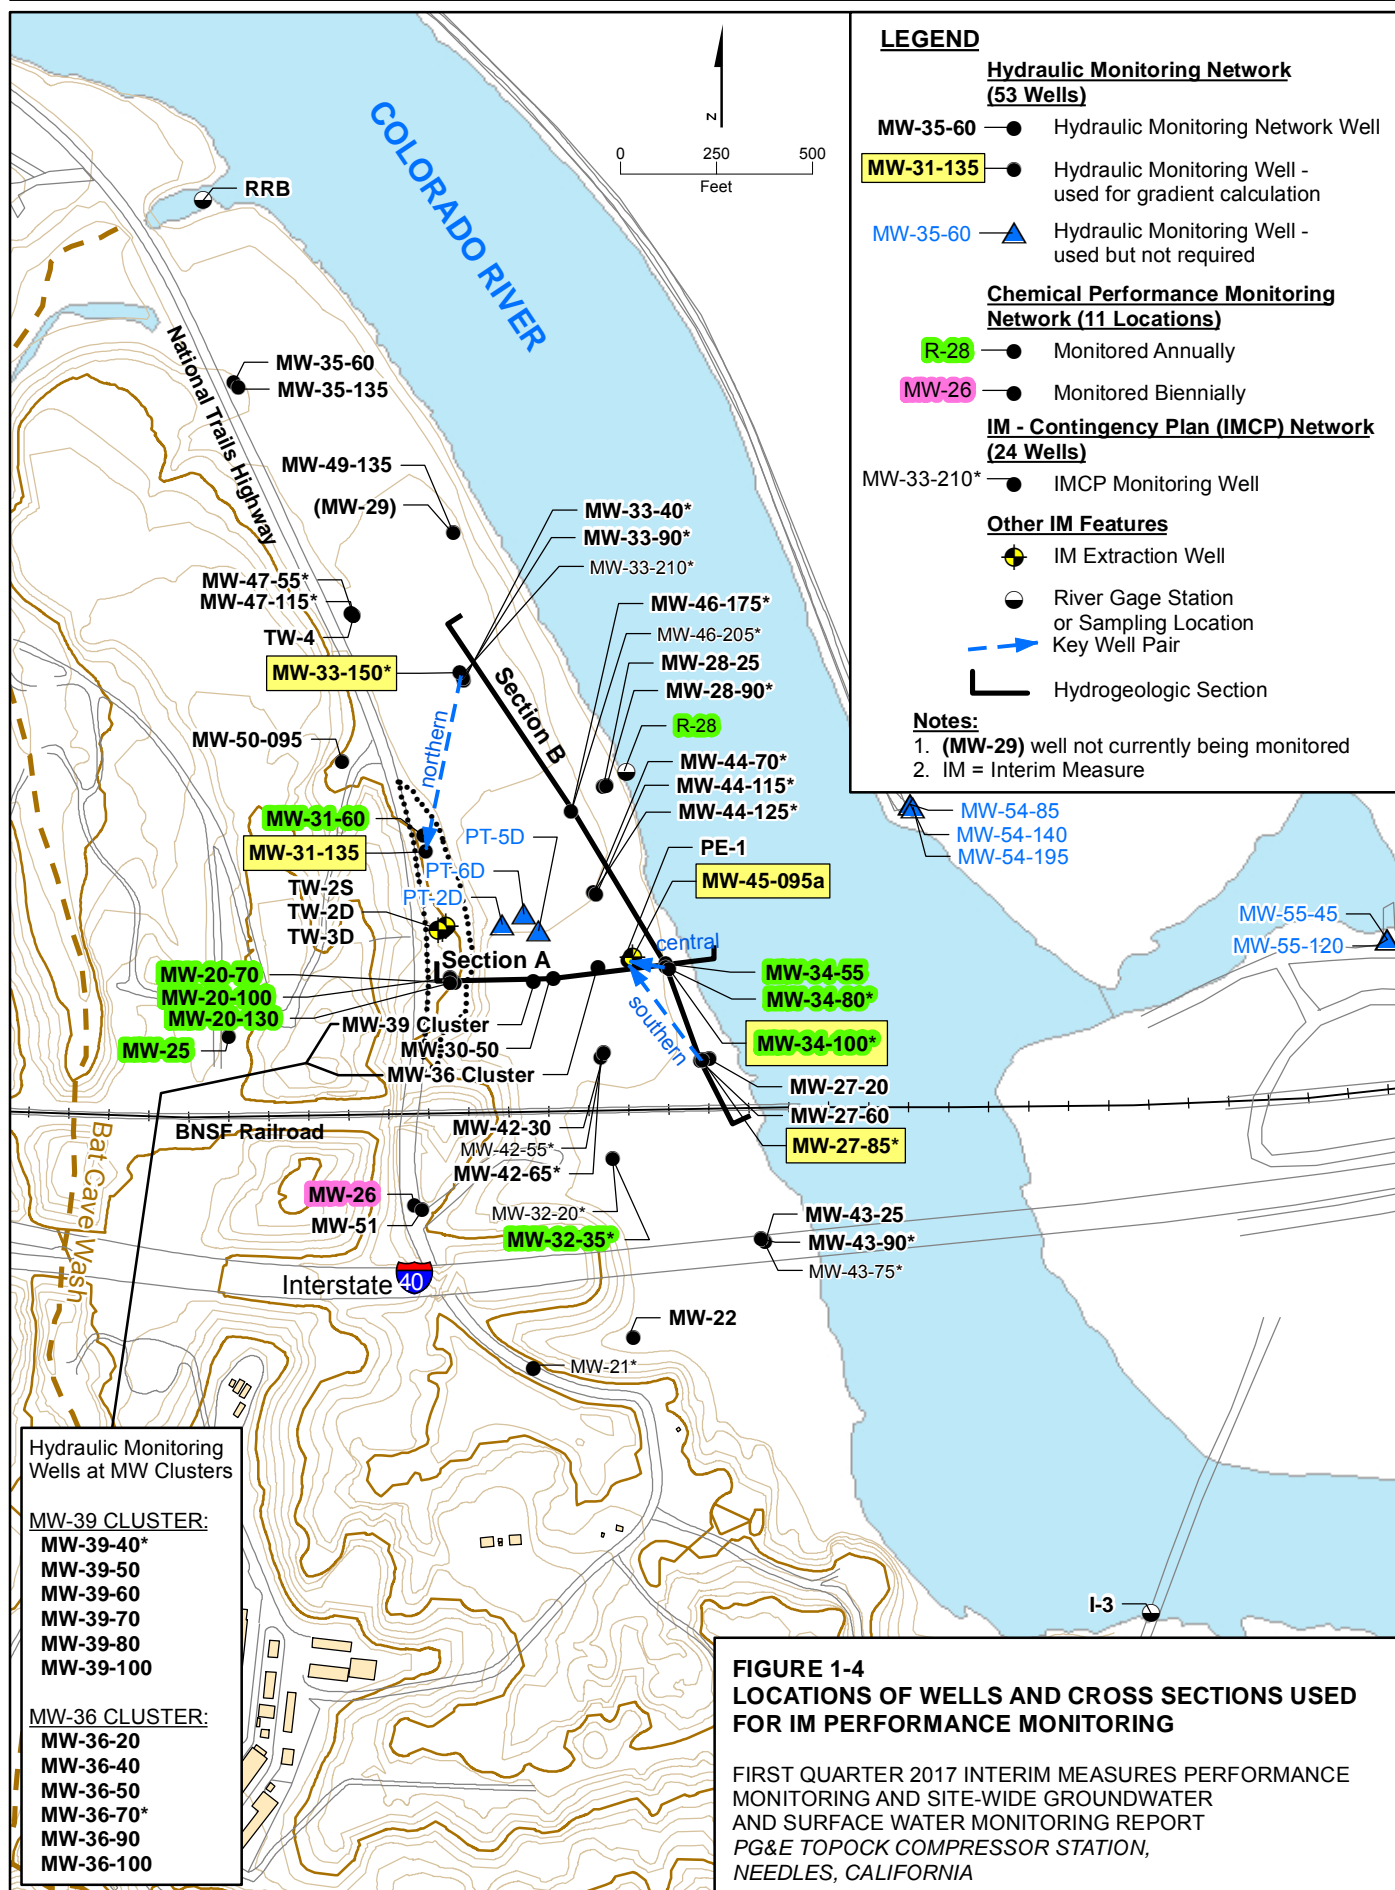 LEGEND
Hydraulic Monitoring Network
(53 Wells)
MW-35-60
Hydraulic Monitoring Network Well
MW-31-135
Hydraulic Monitoring Well -
used for gradient calculation
MW-35-60
Hydraulic Monitoring Well -
used but not required
Chemical Performance Monitoring
Network (11 Locations)
R-28
Monitored Annually
MW-26
Monitored Biennially
IM - Contingency Plan (IMCP) Network
(24 Wells)
MW-33-210*
IMCP Monitoring Well
Other IM Features
IM Extraction Well
River Gage Station
or Sampling Location
Key Well Pair
Hydrogeologic Section
Notes:
1. (MW-29) well not currently being monitored
2. IM = Interim Measure
N
0 250 500
Feet
COLORADO RIVER
RRB
National Trails Highway
MW-35-60
MW-35-135
MW-49-135
(MW-29)
MW-33-40*
MW-33-90*
MW-33-210*
MW-47-55*
MW-47-115*
TW-4
MW-33-150*
MW-46-175*
MW-46-205*
MW-28-25
MW-28-90*
R-28
Section B
northern
MW-50-095
MW-44-70*
MW-44-115*
MW-44-125*
MW-54-85
MW-54-140
MW-54-195
MW-31-60
MW-31-135
PT-5D
PT-6D
PT-2D
PE-1
MW-45-095a
TW-2S
TW-2D
TW-3D
MW-55-45
MW-55-120
central
Section A
MW-20-70
MW-20-100
MW-20-130
MW-34-55
MW-34-80*
MW-34-100*
southern
MW-39 Cluster
MW-30-50
MW-36 Cluster
MW-25
MW-27-20
MW-27-60
MW-27-85*
BNSF Railroad
Bat Cave Wash
MW-42-30
MW-42-55*
MW-42-65*
MW-26
MW-51
MW-32-20*
MW-32-35*
MW-43-25
MW-43-90*
MW-43-75*
Interstate 40
MW-22
MW-21*
I-3
Hydraulic Monitoring
Wells at MW Clusters
MW-39 CLUSTER:
MW-39-40*
MW-39-50
MW-39-60
MW-39-70
MW-39-80
MW-39-100
MW-36 CLUSTER:
MW-36-20
MW-36-40
MW-36-50
MW-36-70*
MW-36-90
MW-36-100
FIGURE 1-4
LOCATIONS OF WELLS AND CROSS SECTIONS USED
FOR IM PERFORMANCE MONITORING
FIRST QUARTER 2017 INTERIM MEASURES PERFORMANCE
MONITORING AND SITE-WIDE GROUNDWATER
AND SURFACE WATER MONITORING REPORT
PG&E TOPOCK COMPRESSOR STATION,
NEEDLES, CALIFORNIA